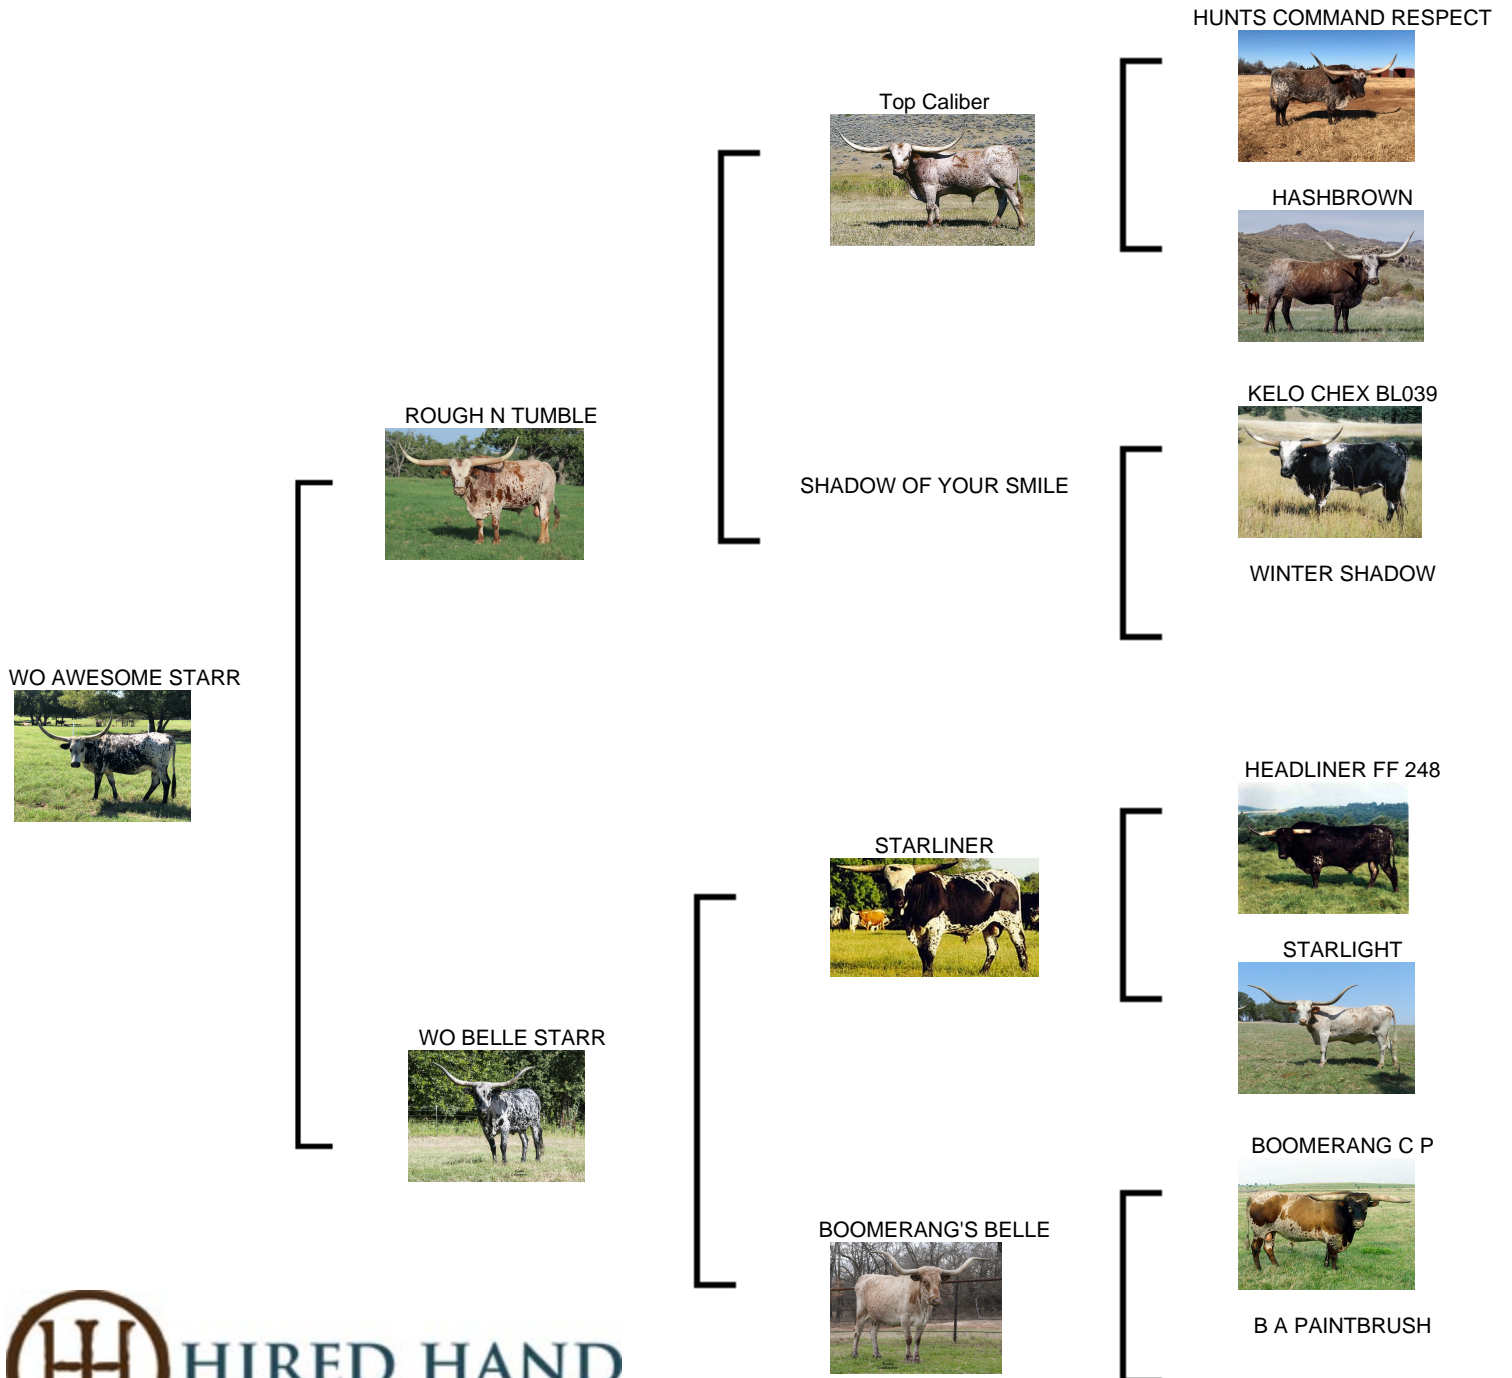 HUNTS COMMAND RESPECT
Top Caliber
HASHBROWN
KELO CHEX BL039
ROUGH N TUMBLE
SHADOW OF YOUR SMILE
WINTER SHADOW
WO AWESOME STARR
HEADLINER FF 248
STARLINER
STARLIGHT
WO BELLE STARR
BOOMERANG C P
BOOMERANG'S BELLE
B A PAINTBRUSH
HIRED HAND